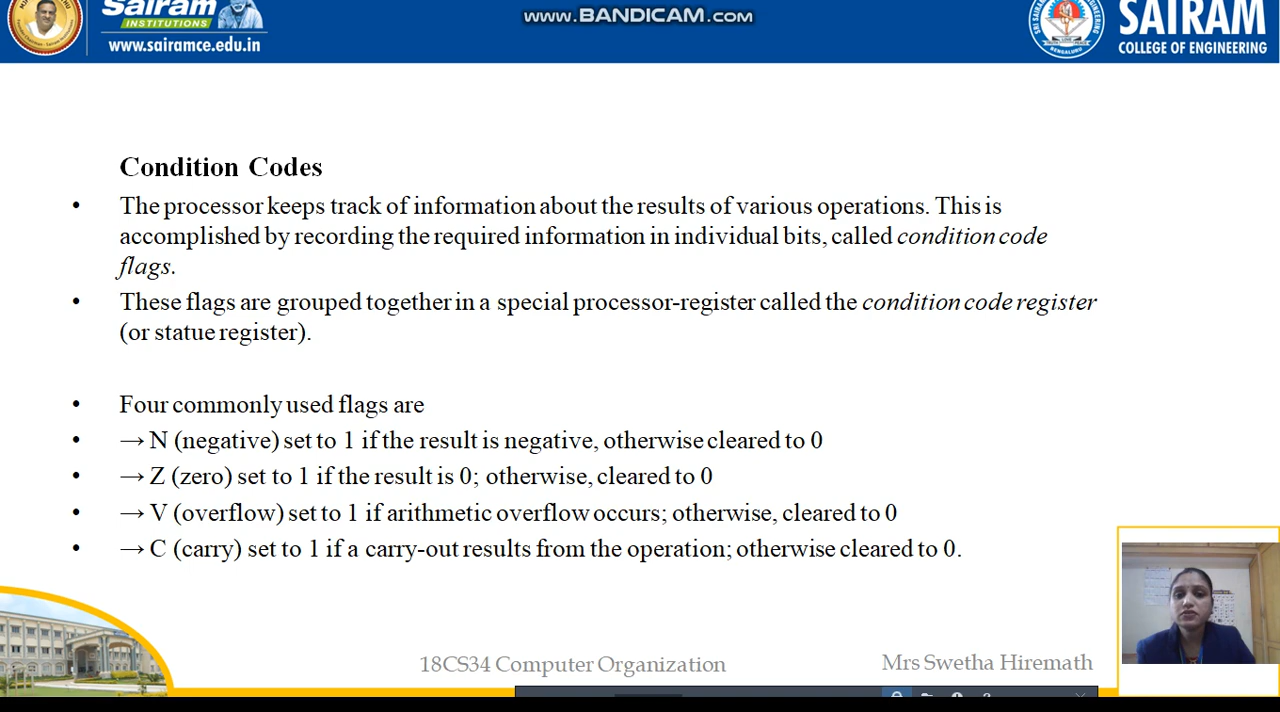 www.BANDICAM.com
Sairam
INSTITUTIONS
www.sairamce.edu.in
SAIRAM
COLLEGE OF ENGINEERING
BENGALURU
Condition Codes
• The processor keeps track of information about the results of various operations. This is
accomplished by recording the required information in individual bits, called condition code
flags.
• These flags are grouped together in a special processor-register called the condition code register
(or statue register).
• Four commonly used flags are
• → N (negative) set to 1 if the result is negative, otherwise cleared to 0
• → Z (zero) set to 1 if the result is 0; otherwise, cleared to 0
• → V (overflow) set to 1 if arithmetic overflow occurs; otherwise, cleared to 0
• → C (carry) set to 1 if a carry-out results from the operation; otherwise cleared to 0.
18CS34 Computer Organization
Mrs Swetha Hiremath